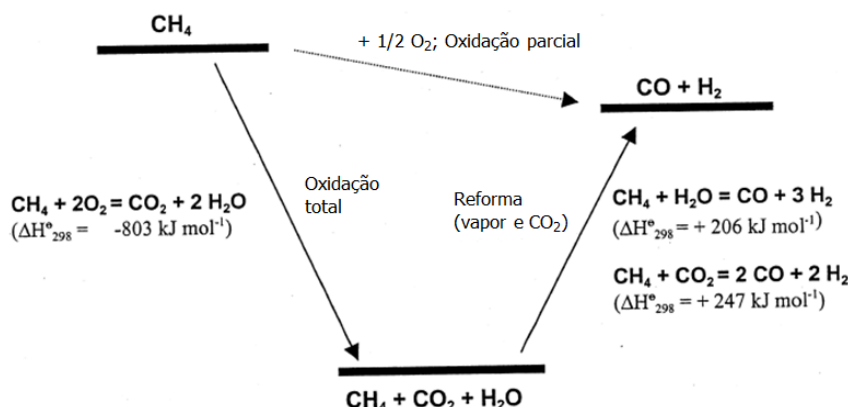 CH₄
+ 1/2 O₂; Oxidação parcial
CO + H₂
Oxidação
total
CH₄ + 2O₂ = CO₂ + 2 H₂O
(ΔH°₂₉₈ = -803 kJ mol⁻¹)
Reforma
(vapor e CO₂)
CH₄ + H₂O = CO + 3 H₂
(ΔH°₂₉₈ = + 206 kJ mol⁻¹)
CH₄ + CO₂ = 2 CO + 2 H₂
(ΔH°₂₉₈ = + 247 kJ mol⁻¹)
CH₄ + CO₂ + H₂O